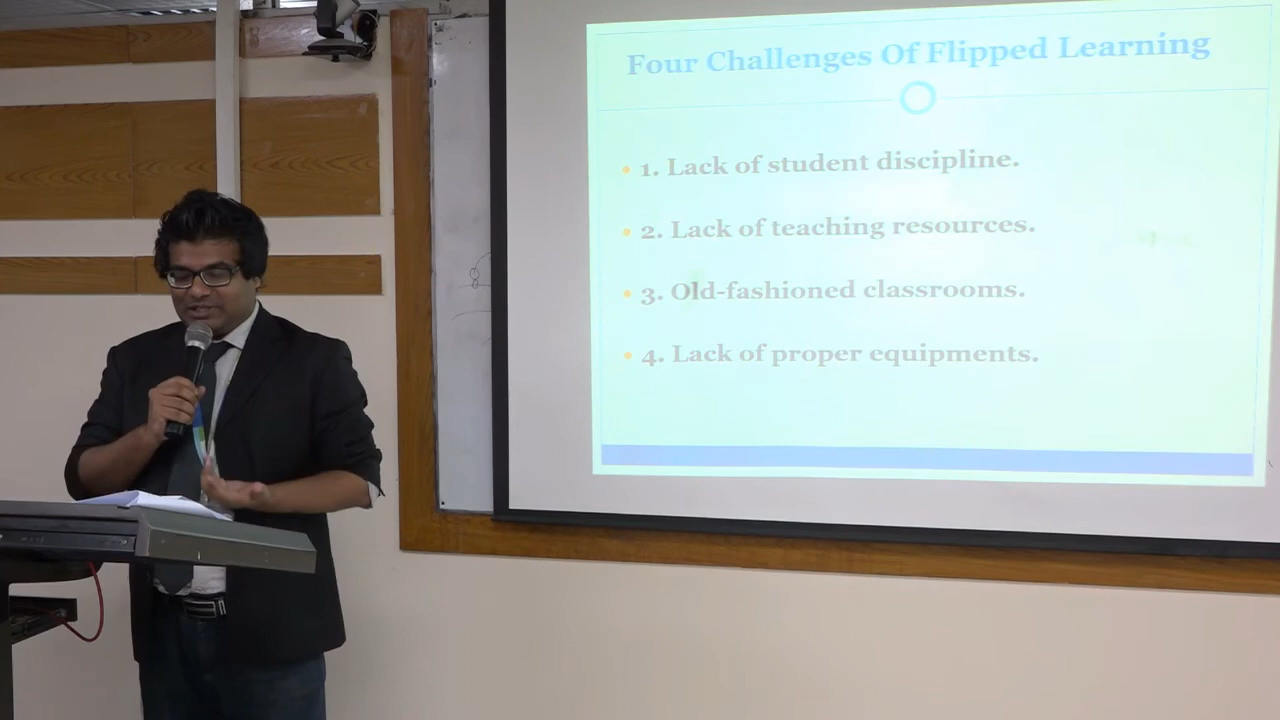 Four Challenges Of Flipped Learning
• 1. Lack of student discipline.
• 2. Lack of teaching resources.
• 3. Old-fashioned classrooms.
• 4. Lack of proper equipments.